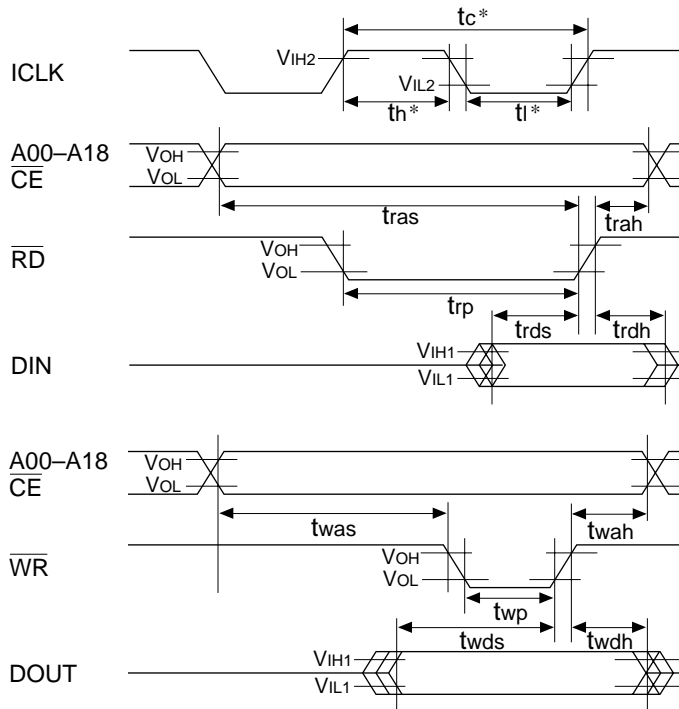 tc*
ICLK
VIH2
VIL2
th*
tl*
A00–A18
CE
VOH
VOL
tras
trah
RD
VOH
VOL
trp
trds
trdh
DIN
VIH1
VIL1
A00–A18
CE
VOH
VOL
twas
twah
WR
VOH
VOL
twp
twds
twdh
DOUT
VIH1
VIL1